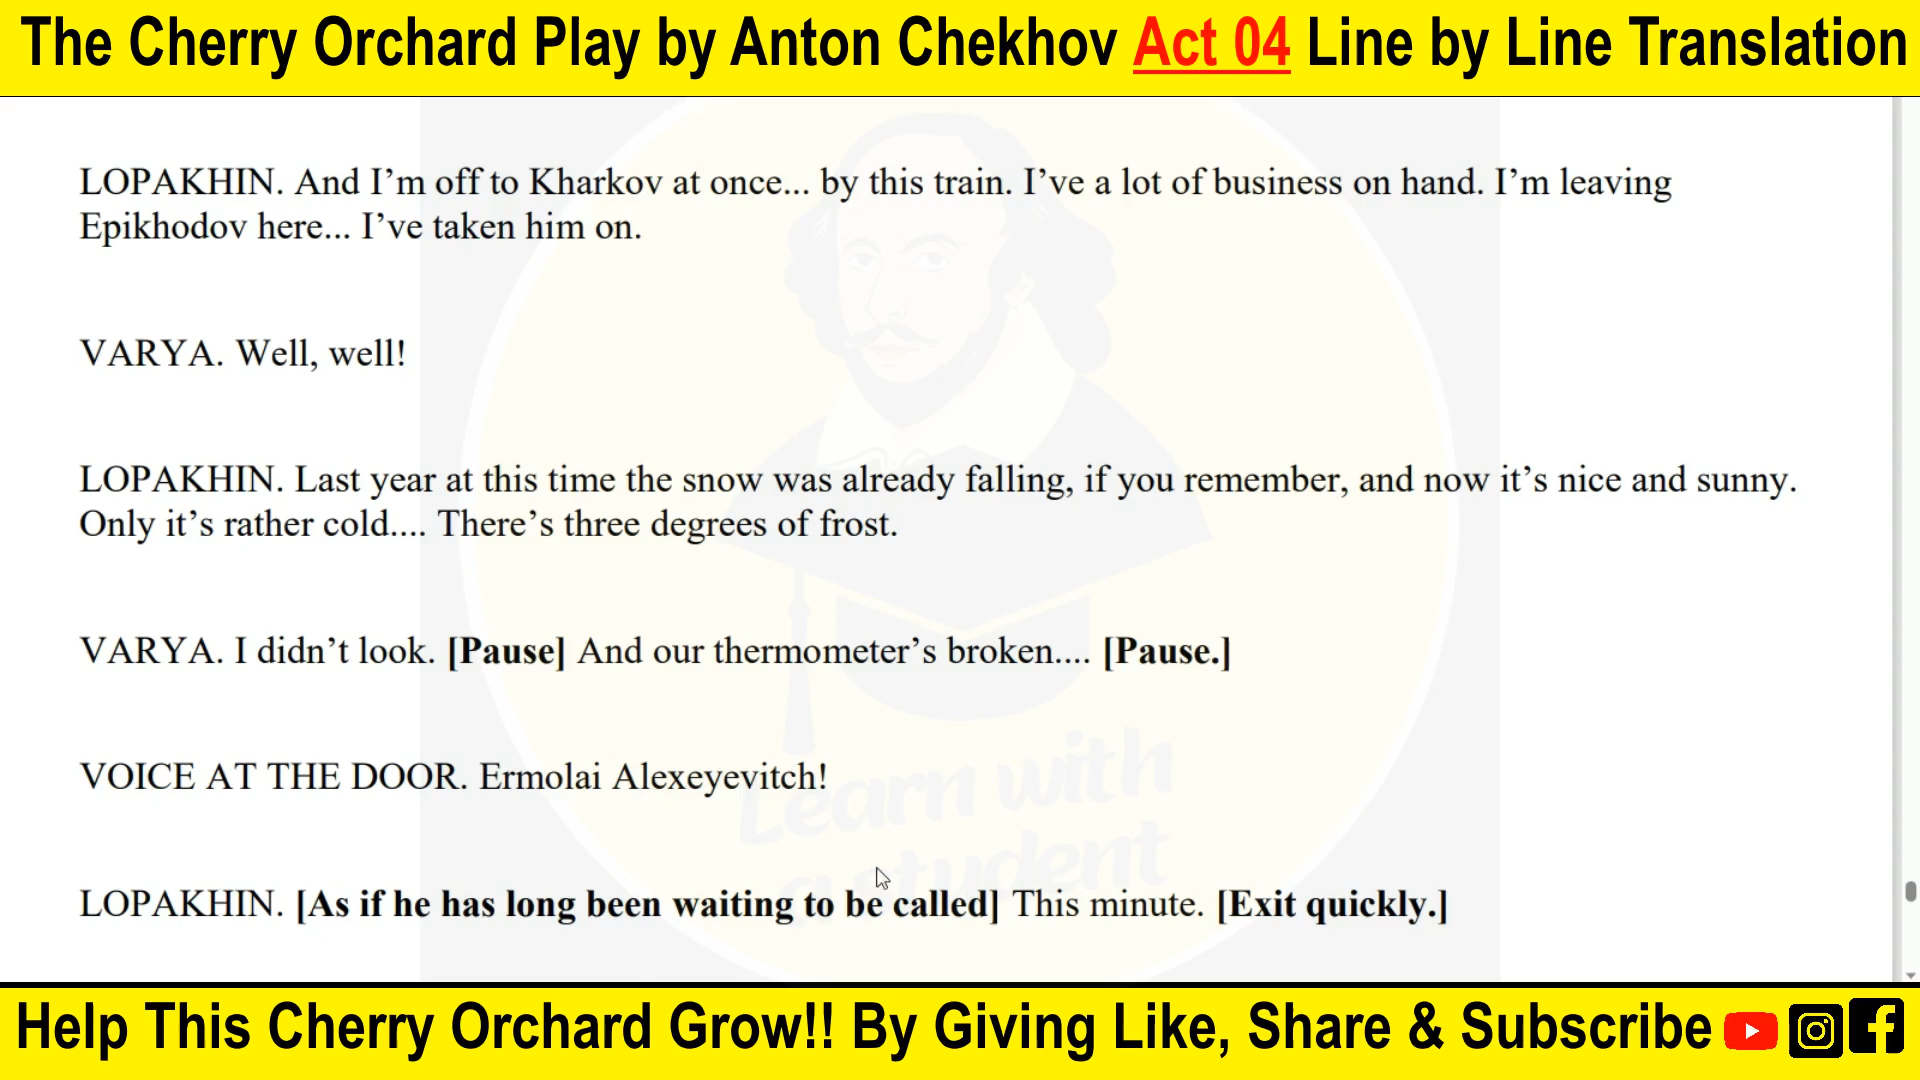 The Cherry Orchard Play by Anton Chekhov Act 04 Line by Line Translation
LOPAKHIN. And I’m off to Kharkov at once... by this train. I’ve a lot of business on hand. I’m leaving
Epikhodov here... I’ve taken him on.
VARYA. Well, well!
LOPAKHIN. Last year at this time the snow was already falling, if you remember, and now it’s nice and sunny.
Only it’s rather cold.... There’s three degrees of frost.
VARYA. I didn’t look. [Pause] And our thermometer’s broken.... [Pause.]
VOICE AT THE DOOR. Ermolai Alexeyevitch!
Learn with
a student
LOPAKHIN. [As if he has long been waiting to be called] This minute. [Exit quickly.]
Help This Cherry Orchard Grow!! By Giving Like, Share & Subscribe